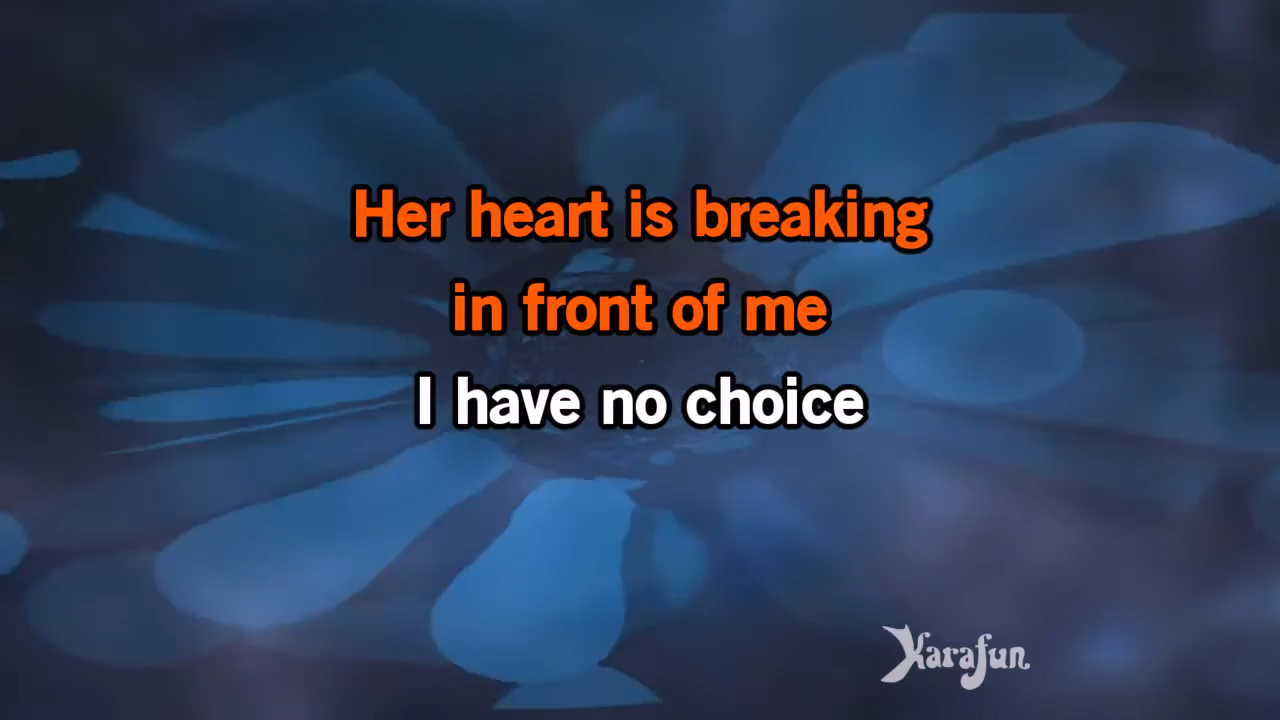 Her heart is breaking
in front of me
I have no choice
Karafun